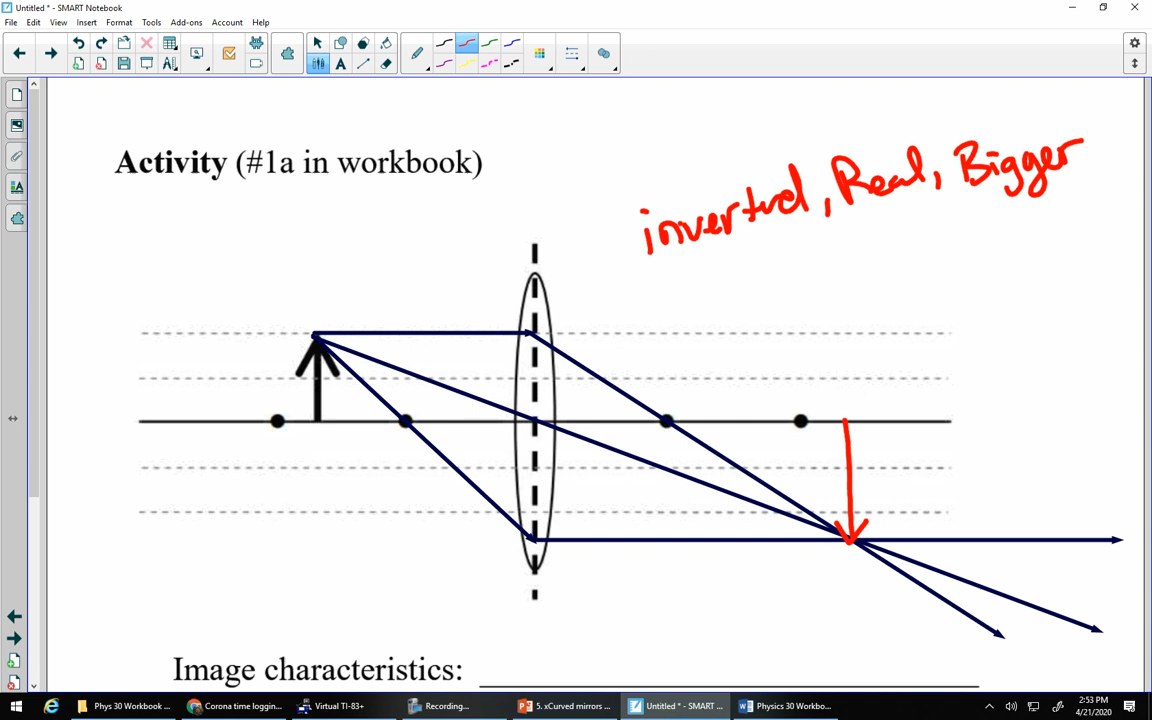 Untitled * - SMART Notebook
File Edit View Insert Format Tools Add-ons Account Help
Activity (#1a in workbook)
inverted, Real, Bigger
Image characteristics:
Phys 30 Workbook ... Corona time loggin... Virtual TI-83+ Recording... 5. xCurved mirrors ... Untitled * - SMART ... Physics 30 Workbo...
2:53 PM
4/21/2020